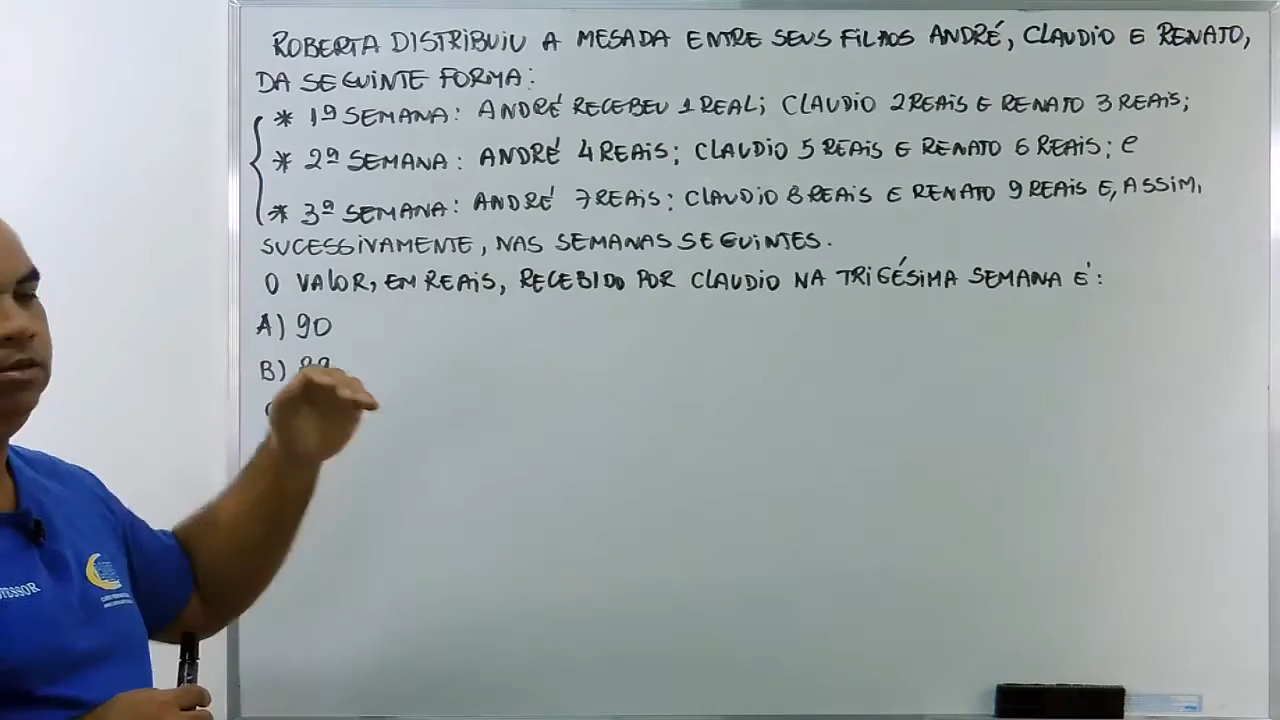 ROBERTA DISTRIBUIU A MESADA ENTRE SEUS FILHOS ANDRÉ, CLAUDIO E RENATO,
DA SEGUINTE FORMA:
* 1ª SEMANA: ANDRÉ RECEBEU 1 REAL; CLAUDIO 2 REAIS E RENATO 3 REAIS;
* 2ª SEMANA: ANDRÉ 4 REAIS; CLAUDIO 5 REAIS E RENATO 6 REAIS; e
* 3ª SEMANA: ANDRÉ 7 REAIS; CLAUDIO 8 REAIS E RENATO 9 REAIS E, ASSIM,
SUCESSIVAMENTE, NAS SEMANAS SEGUINTES.
O VALOR, EM REAIS, RECEBIDO POR CLAUDIO NA TRIGÉSIMA SEMANA É:
A) 90
B)